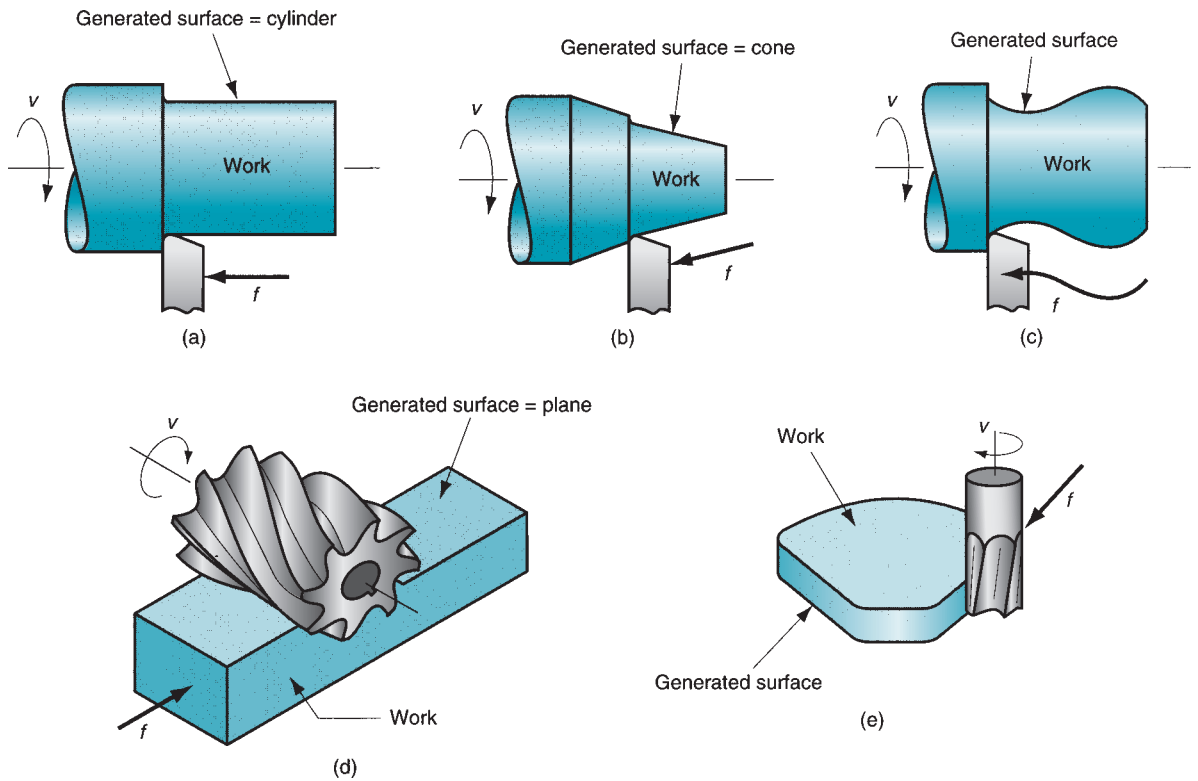 Generated surface = cylinder
v
Work
f
(a)
Generated surface = cone
v
Work
f
(b)
Generated surface
v
Work
f
(c)
Generated surface = plane
v
f
Work
(d)
Work
v
f
Generated surface
(e)